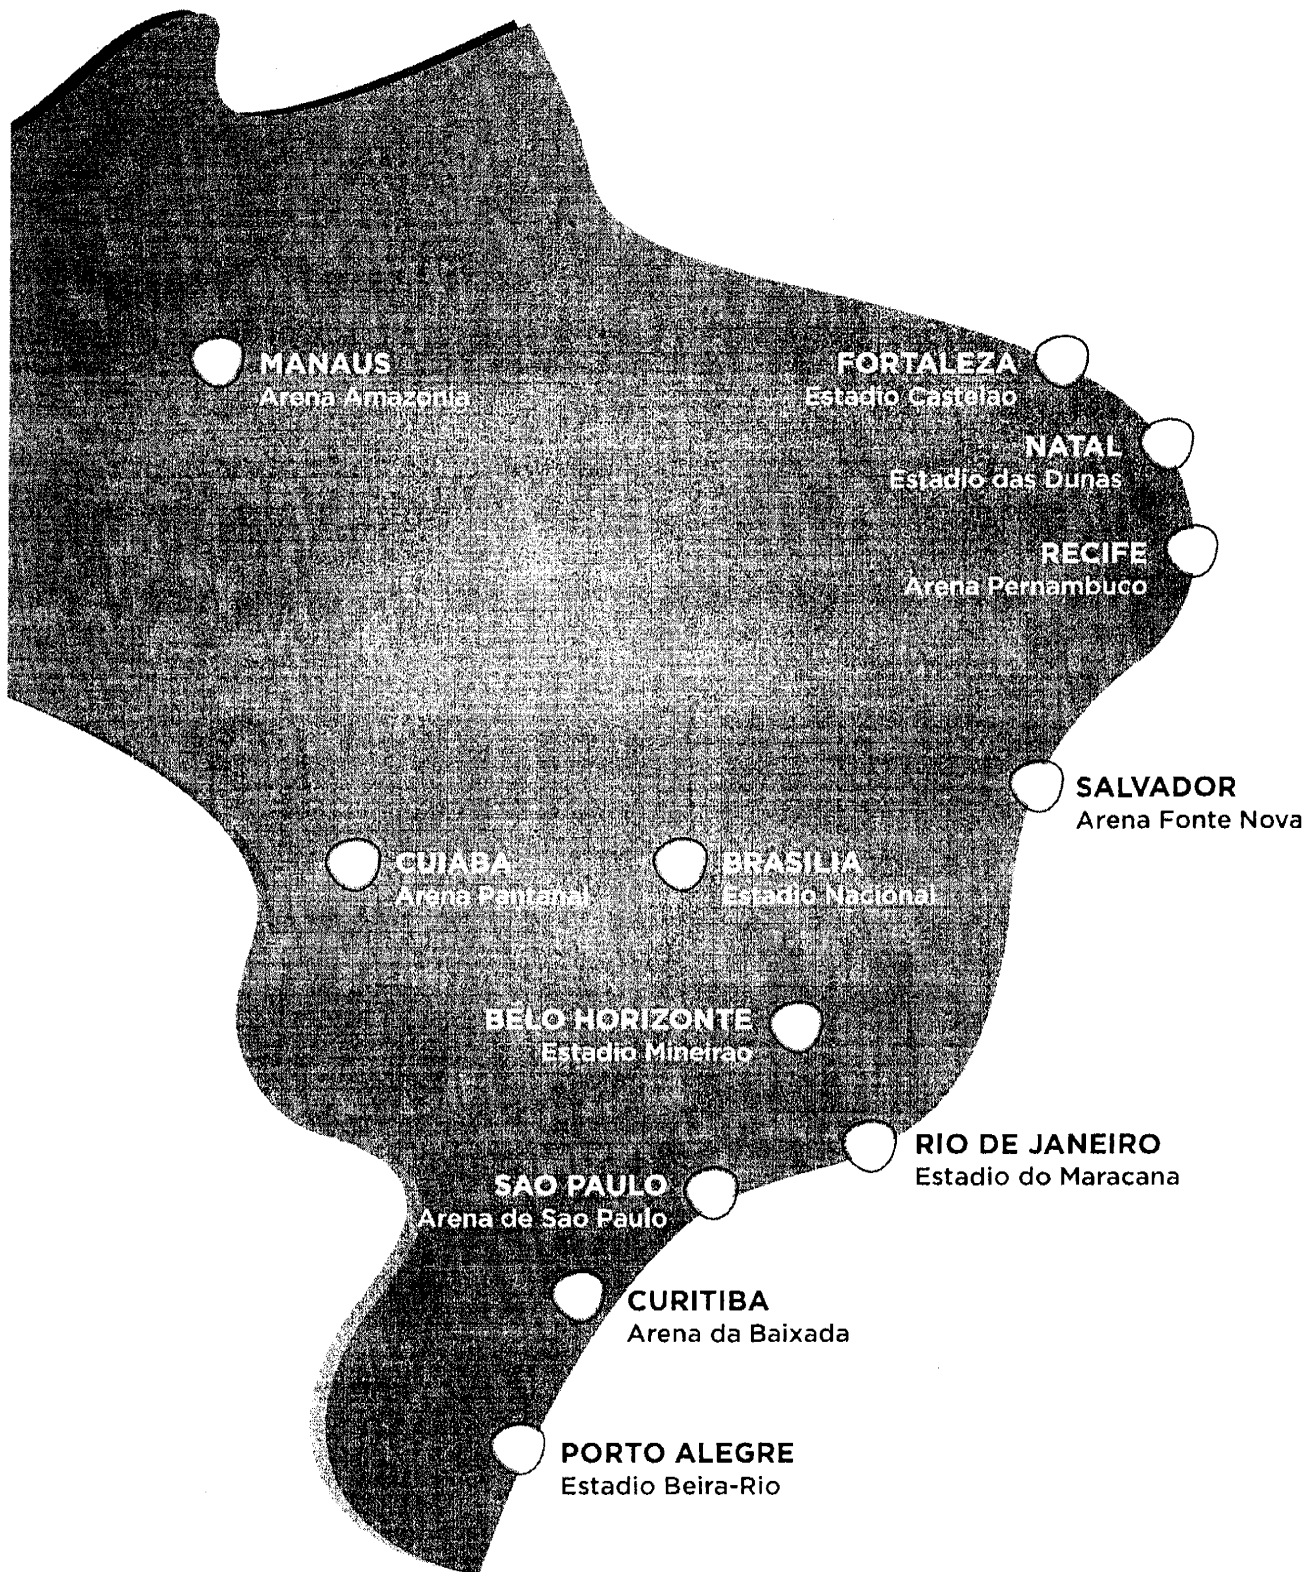 MANAUS
Arena Amazonia
FORTALEZA
Estadio Castelao
NATAL
Estadio das Dunas
RECIFE
Arena Pernambuco
SALVADOR
Arena Fonte Nova
CUIABA
Arena Pantanal
BRASILIA
Estadio Nacional
BELO HORIZONTE
Estadio Mineirao
RIO DE JANEIRO
Estadio do Maracana
SAO PAULO
Arena de Sao Paulo
CURITIBA
Arena da Baixada
PORTO ALEGRE
Estadio Beira-Rio